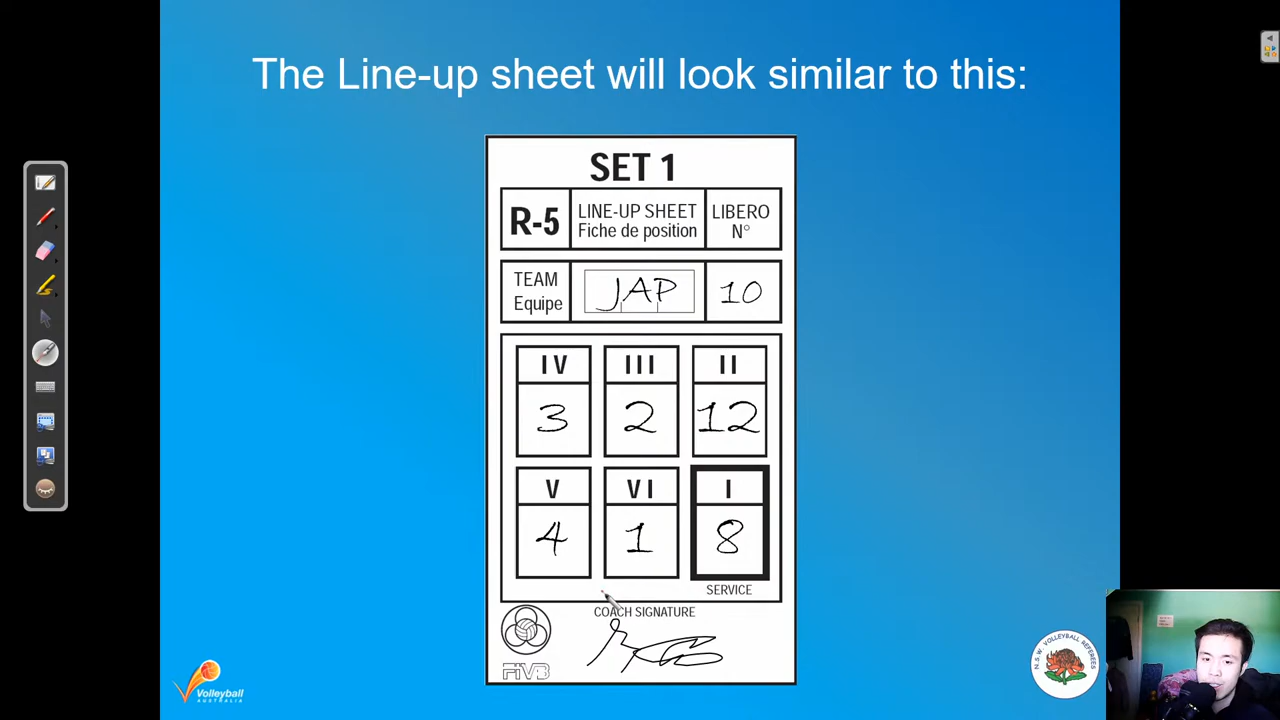 The Line-up sheet will look similar to this:
SET 1
R-5
LINE-UP SHEET
Fiche de position
LIBERO
N°
TEAM
Equipe
JAP
10
IV III II
3 2 12
V VI I
4 1 8
SERVICE
COACH SIGNATURE
FIVB
Volleyball
AUSTRALIA
N.S.W. VOLLEYBALL REFEREES